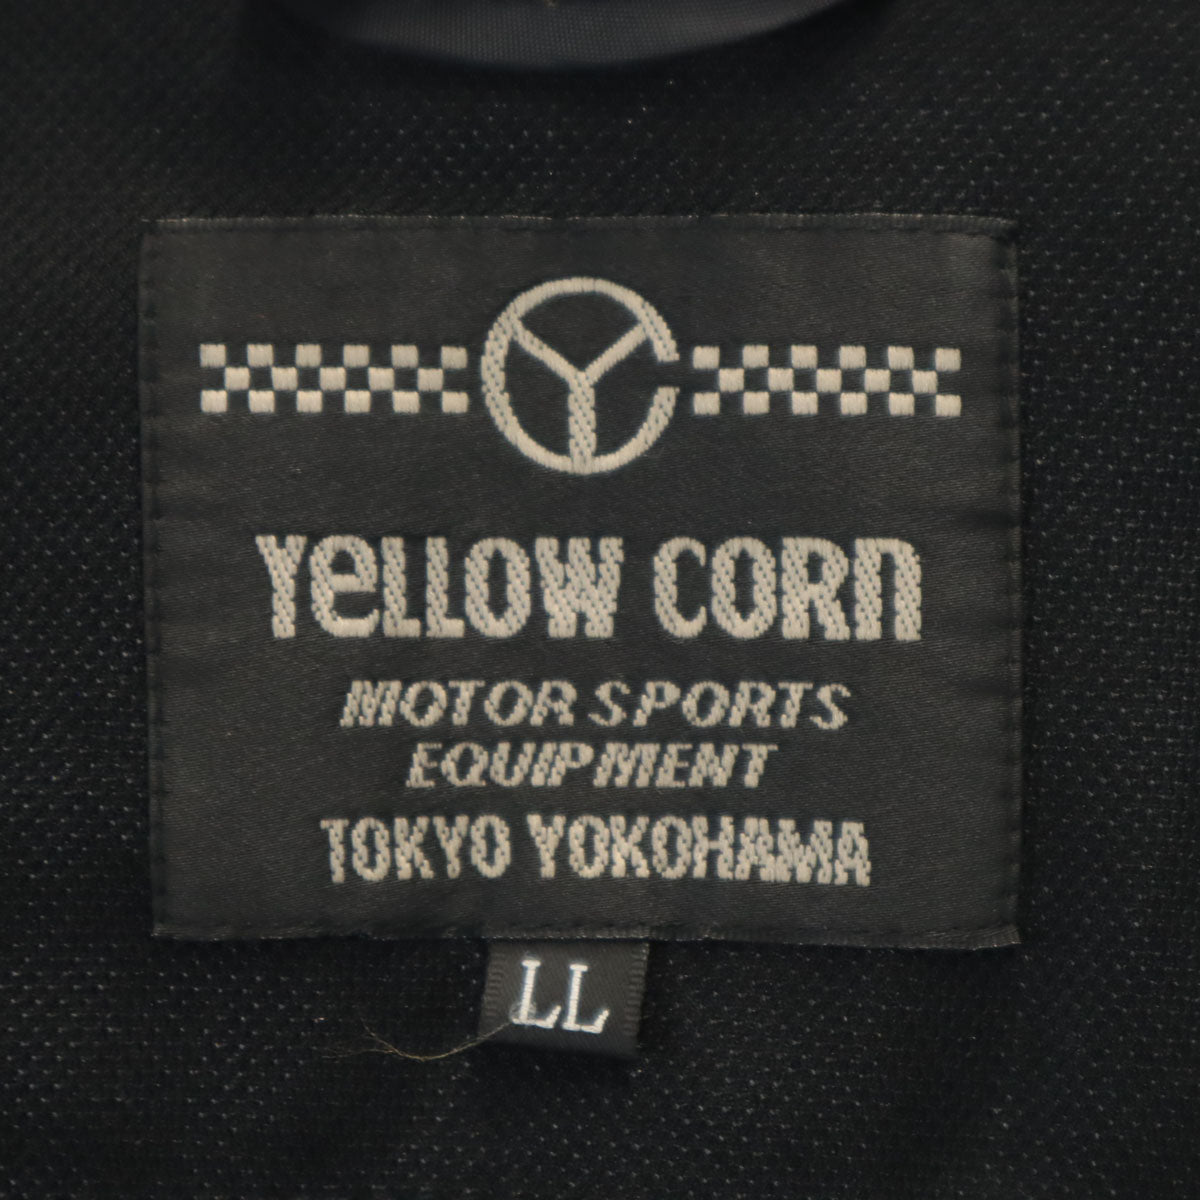 YeLLOW CORn
MOTOR SPORTS
EQUIPMENT
TOKYO YOKOHAMA
LL